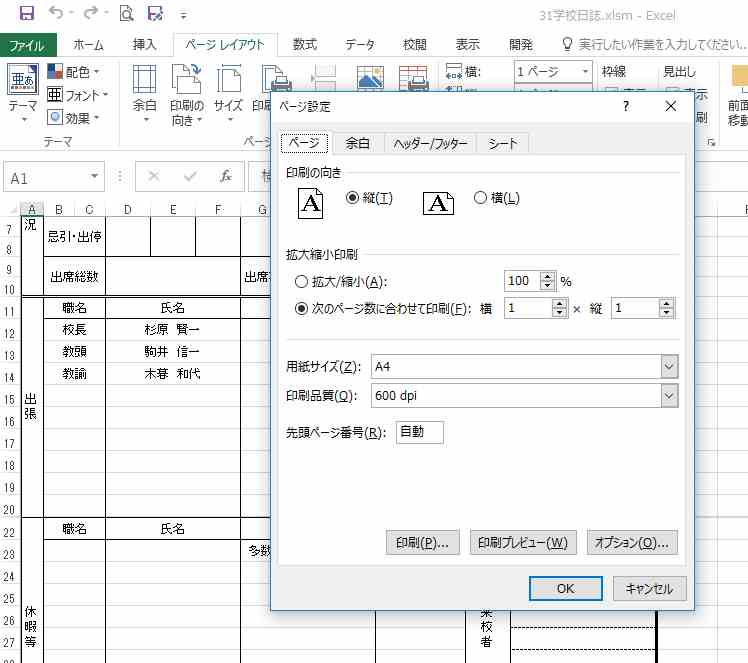 31学校日誌.xlsm - Excel
ファイル ホーム 挿入 ページ レイアウト 数式 データ 校閲 表示 開発 実行したい作業を入力してください...
亜あ 配色 横: 1 ページ 枠線 見出し
テーマ フォント 余白 印刷の サイズ 表示 前面
効果 向き 移動
テーマ
A1 fx
A B C D E F G
7 況
8 忌引・出停
9 出席総数
10
11 職名 氏名
12 校長 杉原 賢一
13 教頭 駒井 信一
14 教諭 木暮 和代
15 出
16 張
17
18
19
20
22 職名 氏名
23 多数
24
25
26 休
27 暇
等
来
校
者
ページ設定 ?
ページ 余白 ヘッダー/フッター シート
印刷の向き
A 縦(T) A 横(L)
拡大縮小印刷
拡大/縮小(A): 100 %
次のページ数に合わせて印刷(F): 横 1 × 縦 1
用紙サイズ(Z): A4
印刷品質(Q): 600 dpi
先頭ページ番号(R): 自動
印刷(P)... 印刷プレビュー(W) オプション(O)...
OK キャンセル